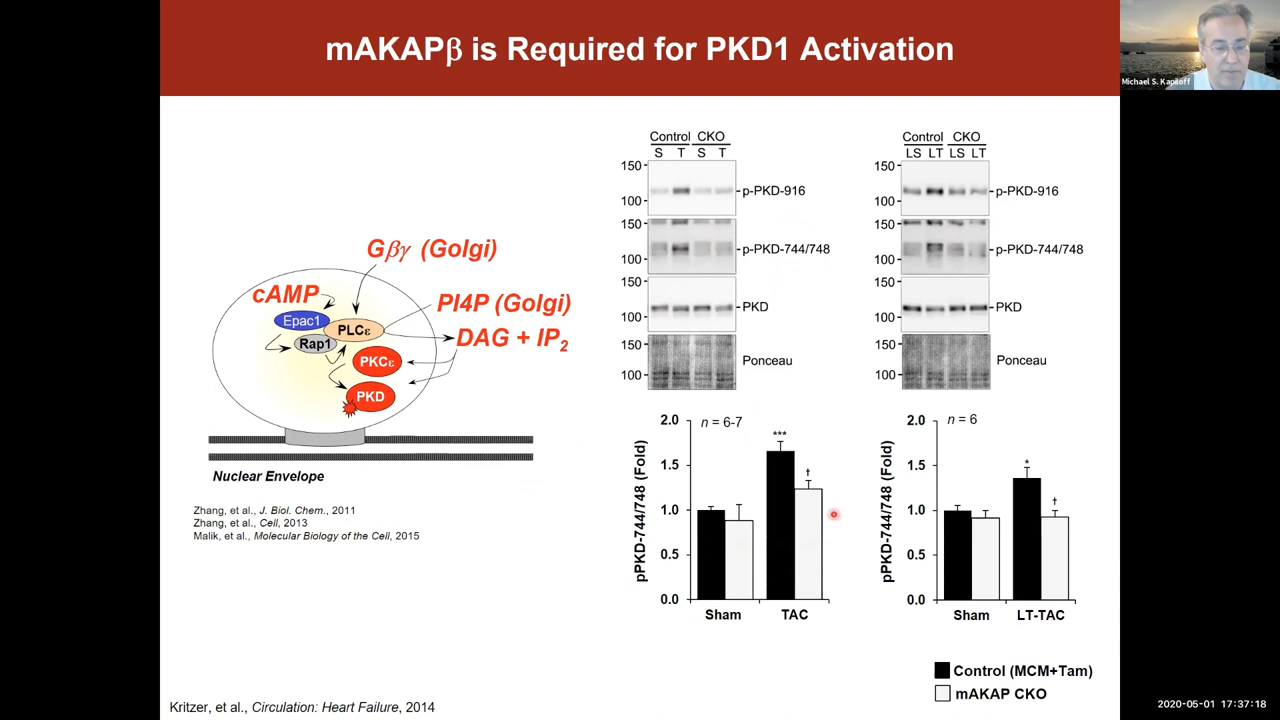 mAKAPβ is Required for PKD1 Activation
Michael S. Kapiloff
Gβγ (Golgi)
cAMP
PI4P (Golgi)
Epac1
PLCε
DAG + IP2
Rap1
PKCε
PKD
Nuclear Envelope
Zhang, et al., J. Biol. Chem., 2011
Zhang, et al., Cell, 2013
Malik, et al., Molecular Biology of the Cell, 2015
Control CKO
S T S T
150
p-PKD-916
100
150
p-PKD-744/748
100
150
PKD
100
150
Ponceau
100
Control CKO
LS LT LS LT
150
p-PKD-916
100
150
p-PKD-744/748
100
150
PKD
100
150
Ponceau
100
pPKD-744/748 (Fold)
2.0
1.5
1.0
0.5
0.0
n = 6-7
***
†
Sham TAC
pPKD-744/748 (Fold)
2.0
1.5
1.0
0.5
0.0
n = 6
*
†
Sham LT-TAC
Control (MCM+Tam)
mAKAP CKO
Kritzer, et al., Circulation: Heart Failure, 2014
2020-05-01 17:37:18